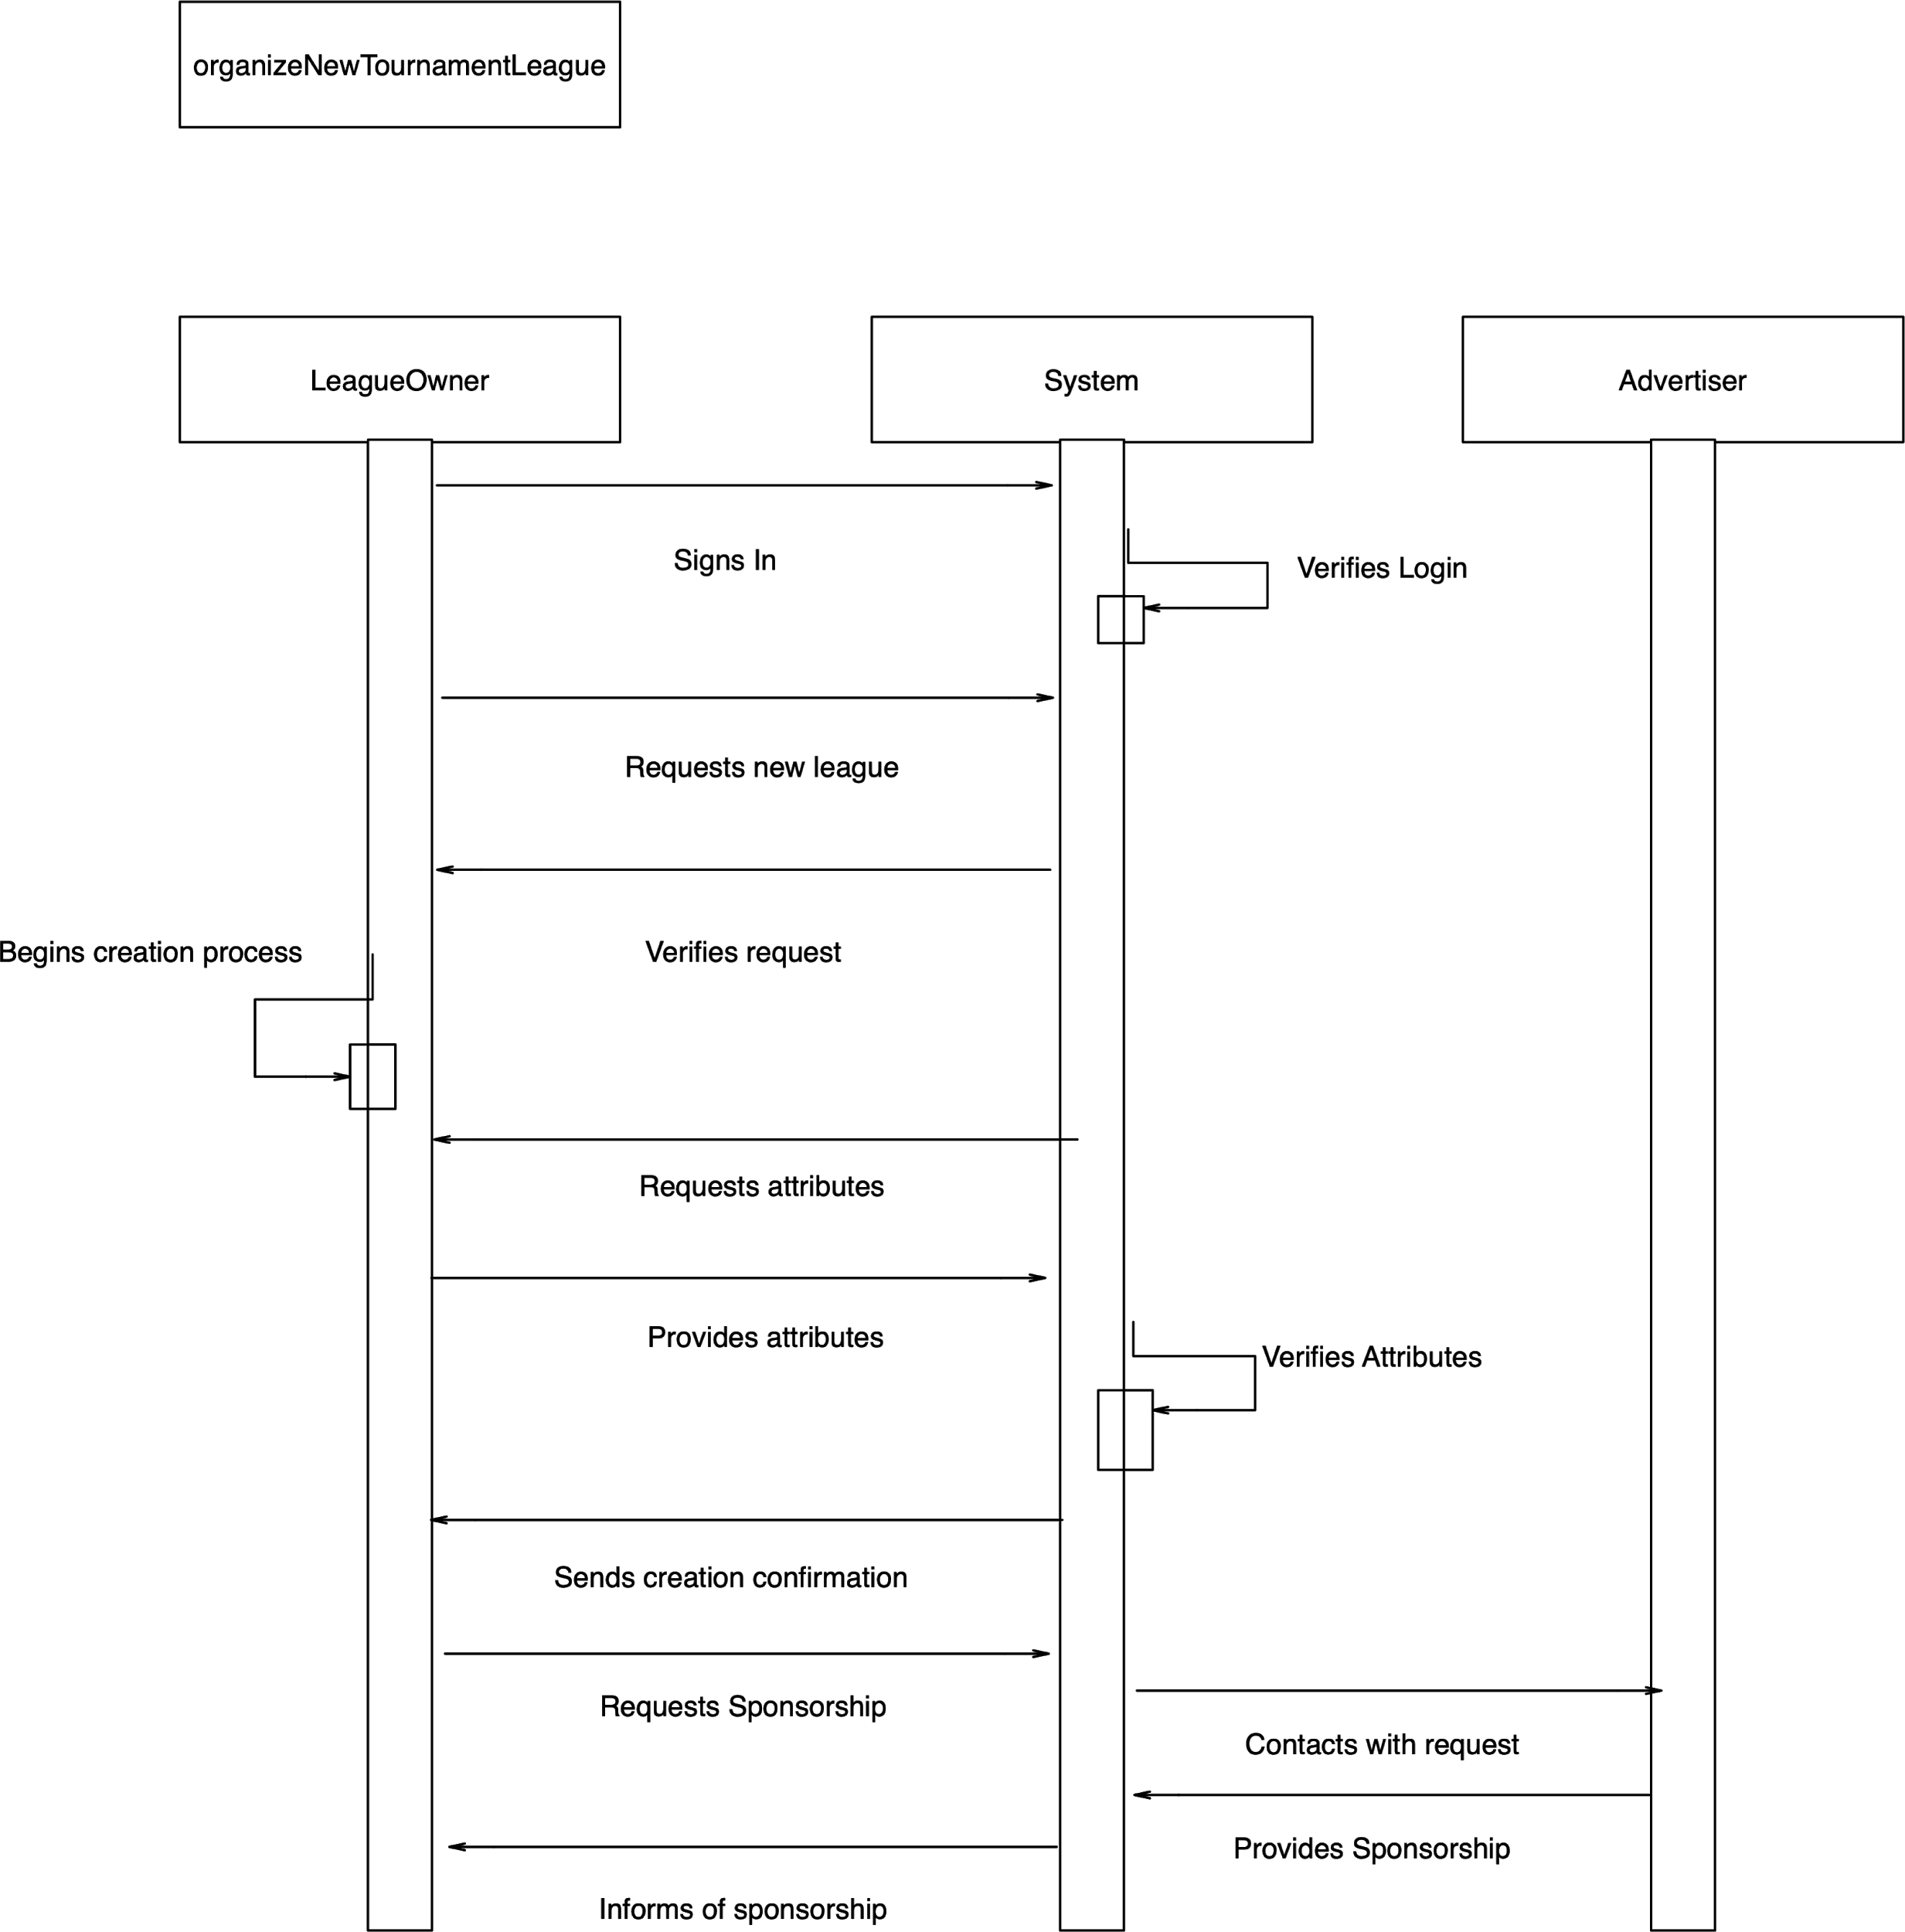 organizeNewTournamentLeague
LeagueOwner
System
Advertiser
Signs In
Verifies Login
Requests new league
Begins creation process
Verifies request
Requests attributes
Provides attributes
Verifies Attributes
Sends creation confirmation
Requests Sponsorship
Contacts with request
Provides Sponsorship
Informs of sponsorship